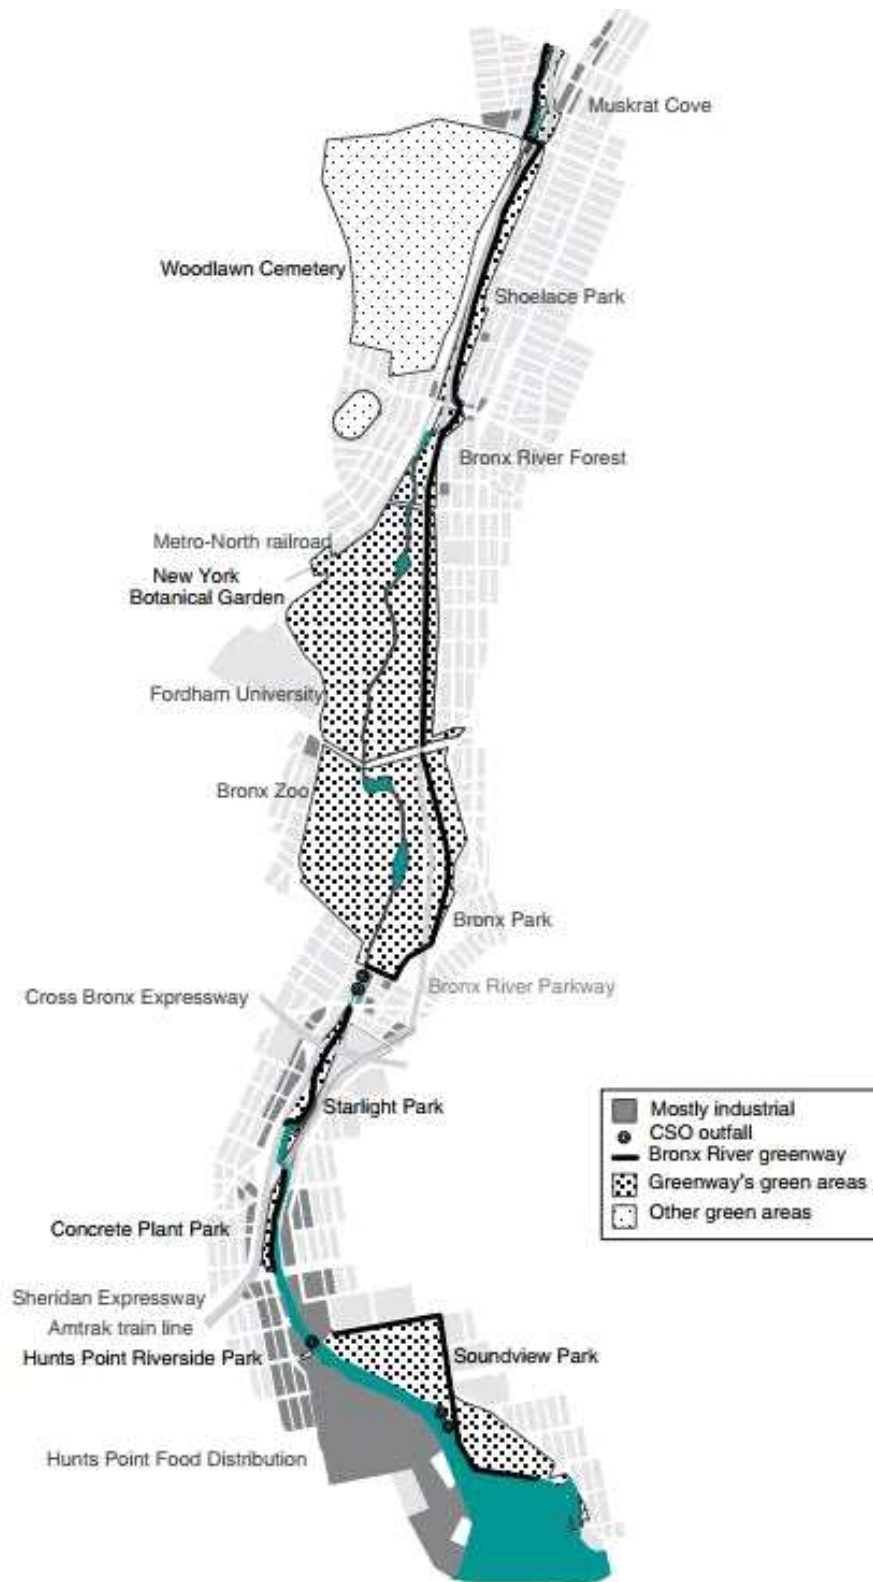 Muskrat Cove
Woodlawn Cemetery
Shoelace Park
Bronx River Forest
Metro-North railroad
New York
Botanical Garden
Fordham University
Bronx Zoo
Bronx Park
Bronx River Parkway
Cross Bronx Expressway
Starlight Park
Mostly industrial
CSO outfall
Bronx River greenway
Greenway's green areas
Other green areas
Concrete Plant Park
Sheridan Expressway
Amtrak train line
Hunts Point Riverside Park
Soundview Park
Hunts Point Food Distribution